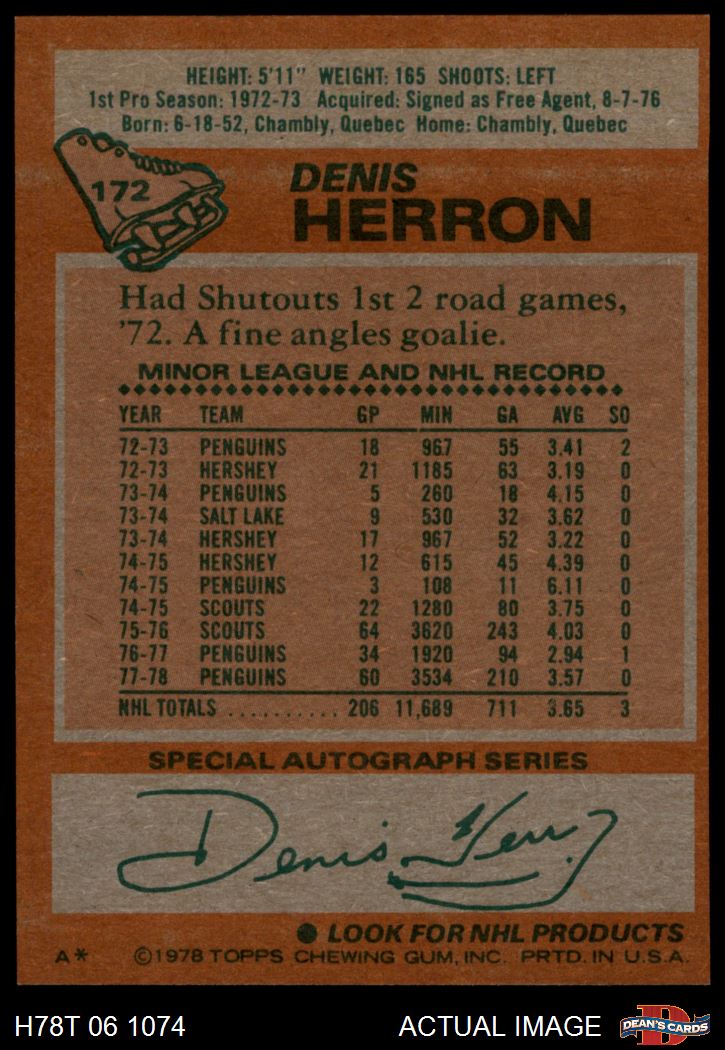 HEIGHT: 5'11" WEIGHT: 165 SHOOTS: LEFT
1st Pro Season: 1972-73 Acquired: Signed as Free Agent, 8-7-76
Born: 6-18-52, Chambly, Quebec Home: Chambly, Quebec
172
DENIS
HERRON
Had Shutouts 1st 2 road games,
'72. A fine angles goalie.
MINOR LEAGUE AND NHL RECORD
YEAR TEAM GP MIN GA AVG SO
72-73 PENGUINS 18 967 55 3.41 2
72-73 HERSHEY 21 1185 63 3.19 0
73-74 PENGUINS 5 260 18 4.15 0
73-74 SALT LAKE 9 530 32 3.62 0
73-74 HERSHEY 17 967 52 3.22 0
74-75 HERSHEY 12 615 45 4.39 0
74-75 PENGUINS 3 108 11 6.11 0
74-75 SCOUTS 22 1280 80 3.75 0
75-76 SCOUTS 64 3620 243 4.03 0
76-77 PENGUINS 34 1920 94 2.94 1
77-78 PENGUINS 60 3534 210 3.57 0
NHL TOTALS .......... 206 11,689 711 3.65 3
SPECIAL AUTOGRAPH SERIES
Denis Herron
● LOOK FOR NHL PRODUCTS
A* ©1978 TOPPS CHEWING GUM, INC. PRTD. IN U.S.A.
H78T 06 1074 ACTUAL IMAGE D DEAN'S CARDS